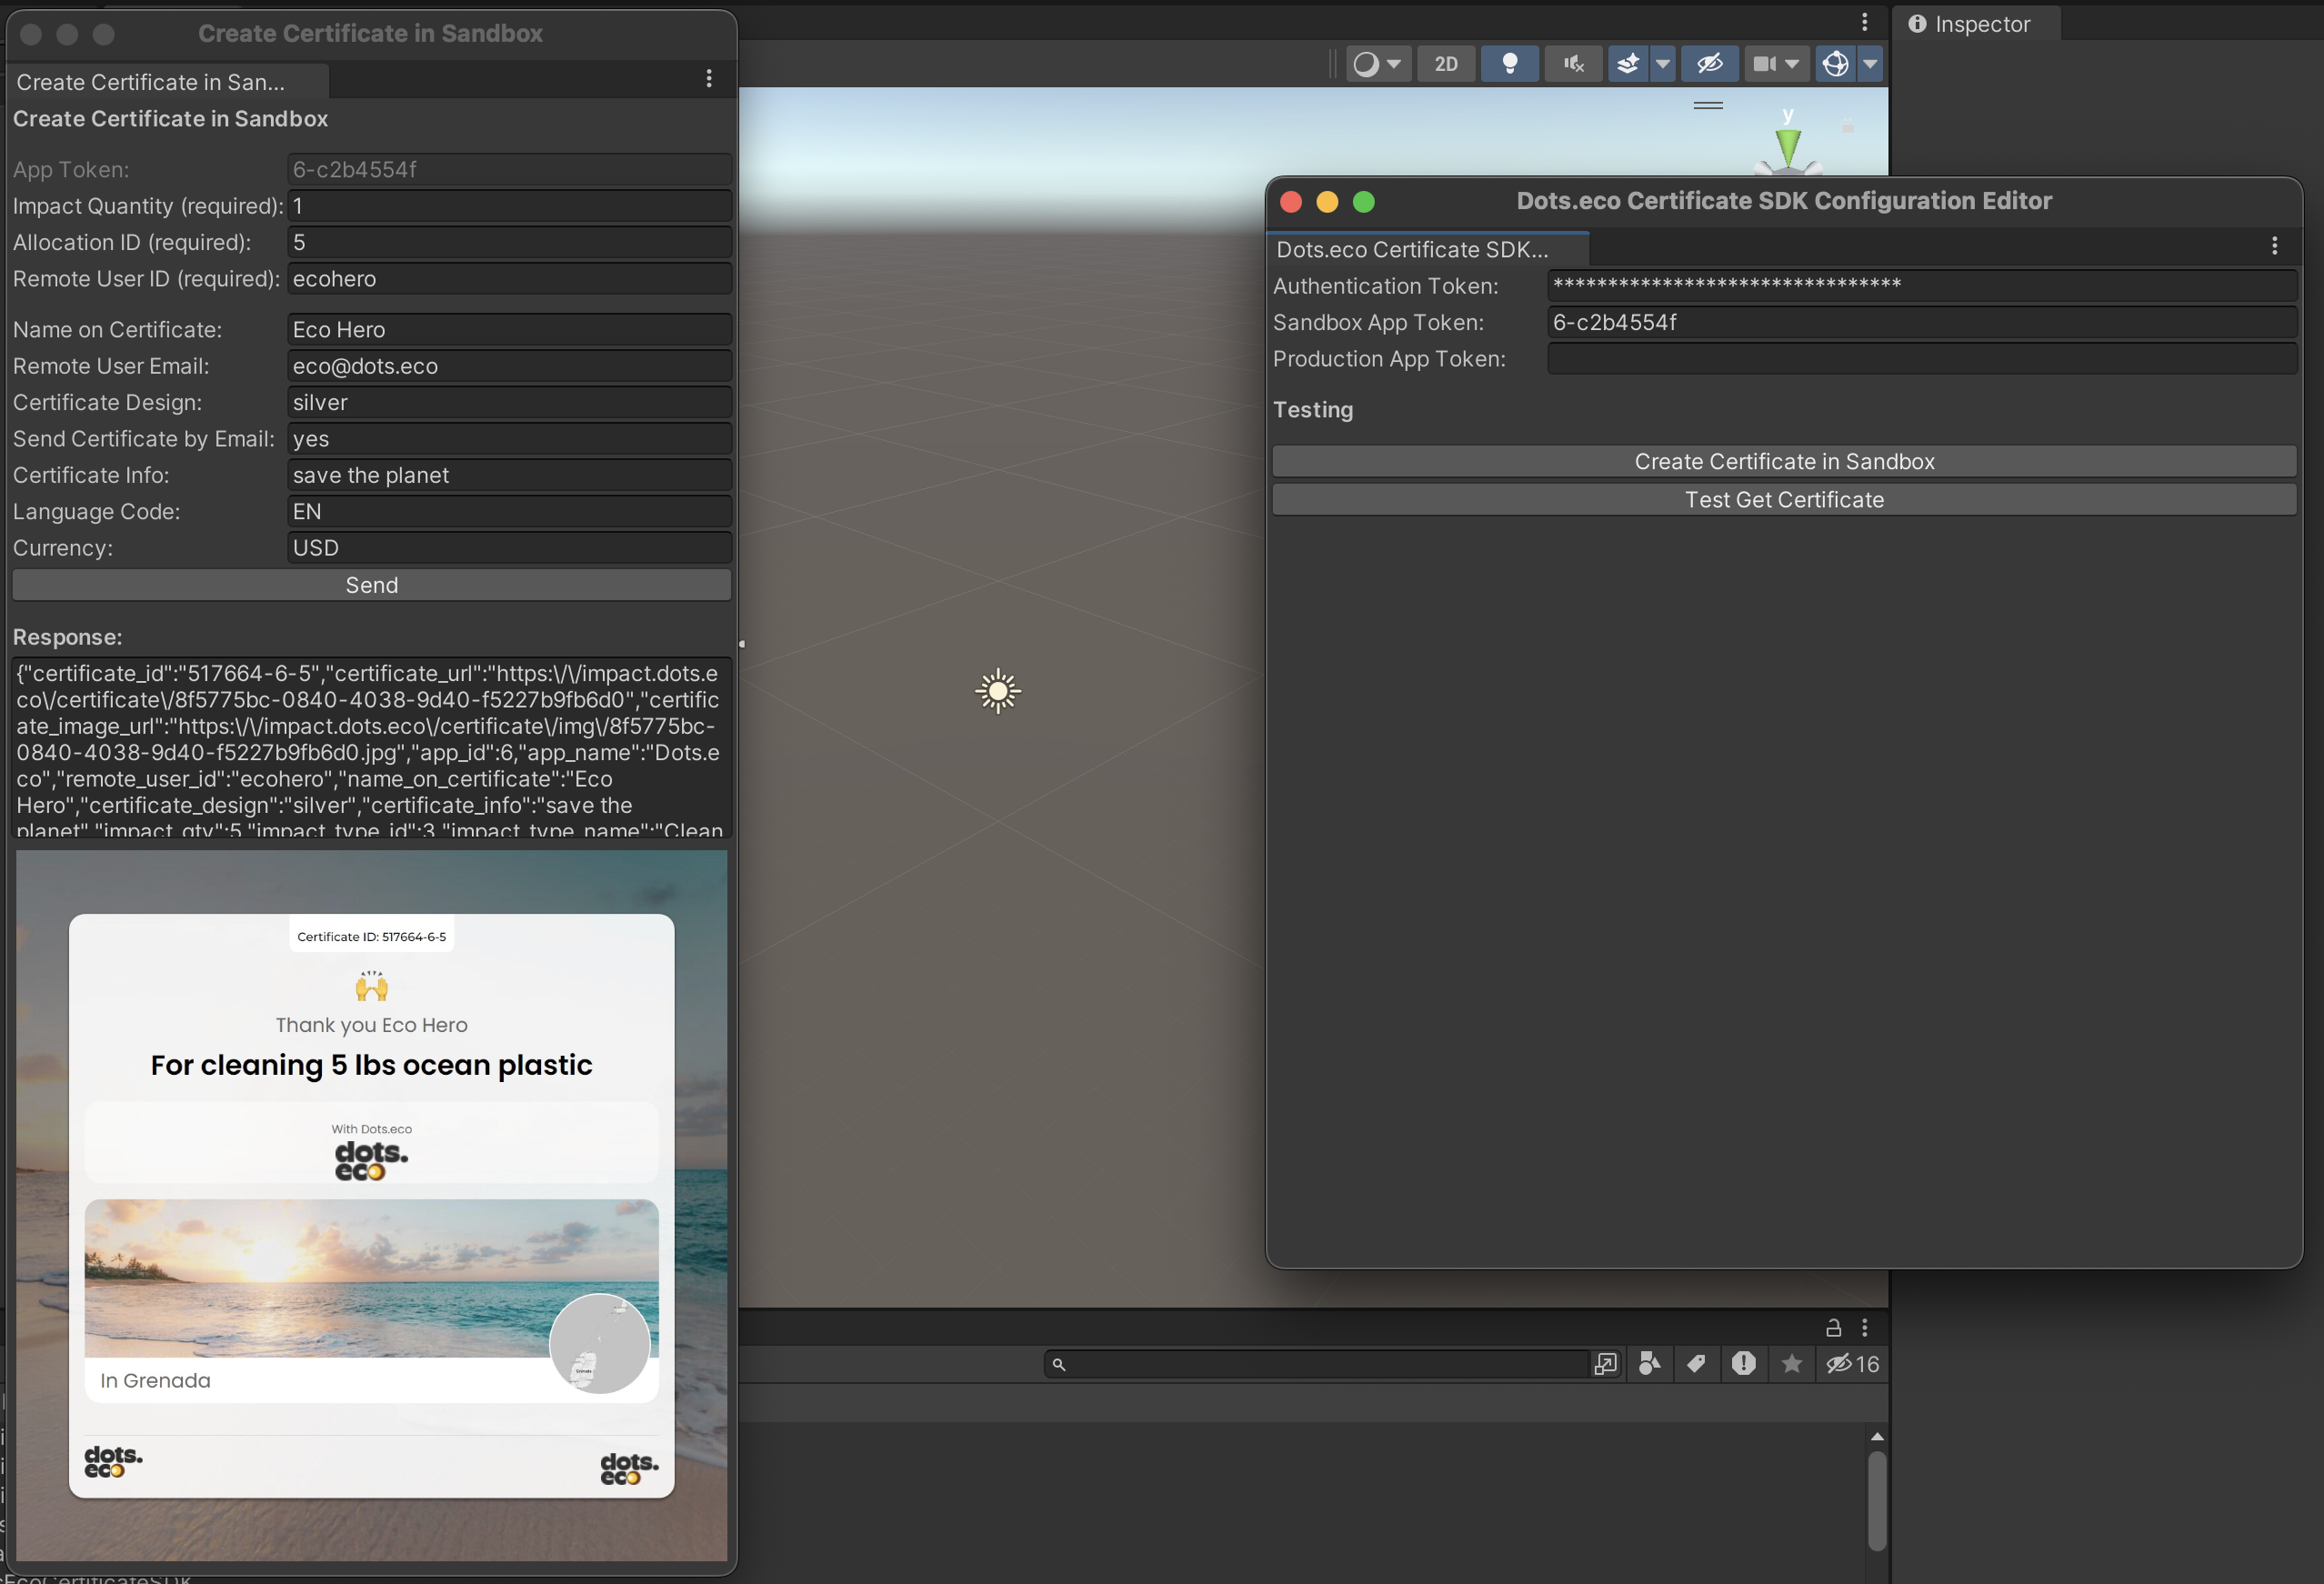 Create Certificate in Sandbox
Create Certificate in San...
Create Certificate in Sandbox
App Token: 6-c2b4554f
Impact Quantity (required): 1
Allocation ID (required): 5
Remote User ID (required): ecohero
Name on Certificate: Eco Hero
Remote User Email: eco@dots.eco
Certificate Design: silver
Send Certificate by Email: yes
Certificate Info: save the planet
Language Code: EN
Currency: USD
Send
Response:
{"certificate_id":"517664-6-5","certificate_url":"https:\/\/impact.dots.e
co\/certificate\/8f5775bc-0840-4038-9d40-f5227b9fb6d0","certific
ate_image_url":"https:\/\/impact.dots.eco\/certificate\/img\/8f5775bc-
0840-4038-9d40-f5227b9fb6d0.jpg","app_id":6,"app_name":"Dots.e
co","remote_user_id":"ecohero","name_on_certificate":"Eco
Hero","certificate_design":"silver","certificate_info":"save the
planet","impact_qty":5,"impact_type_id":3,"impact_type_name":"Clean
Certificate ID: 517664-6-5
Thank you Eco Hero
For cleaning 5 lbs ocean plastic
With Dots.eco
dots.
eco
In Grenada
dots.
eco
dots.
eco
2D
y
Inspector
Dots.eco Certificate SDK Configuration Editor
Dots.eco Certificate SDK...
Authentication Token: ********************************
Sandbox App Token: 6-c2b4554f
Production App Token:
Testing
Create Certificate in Sandbox
Test Get Certificate
16